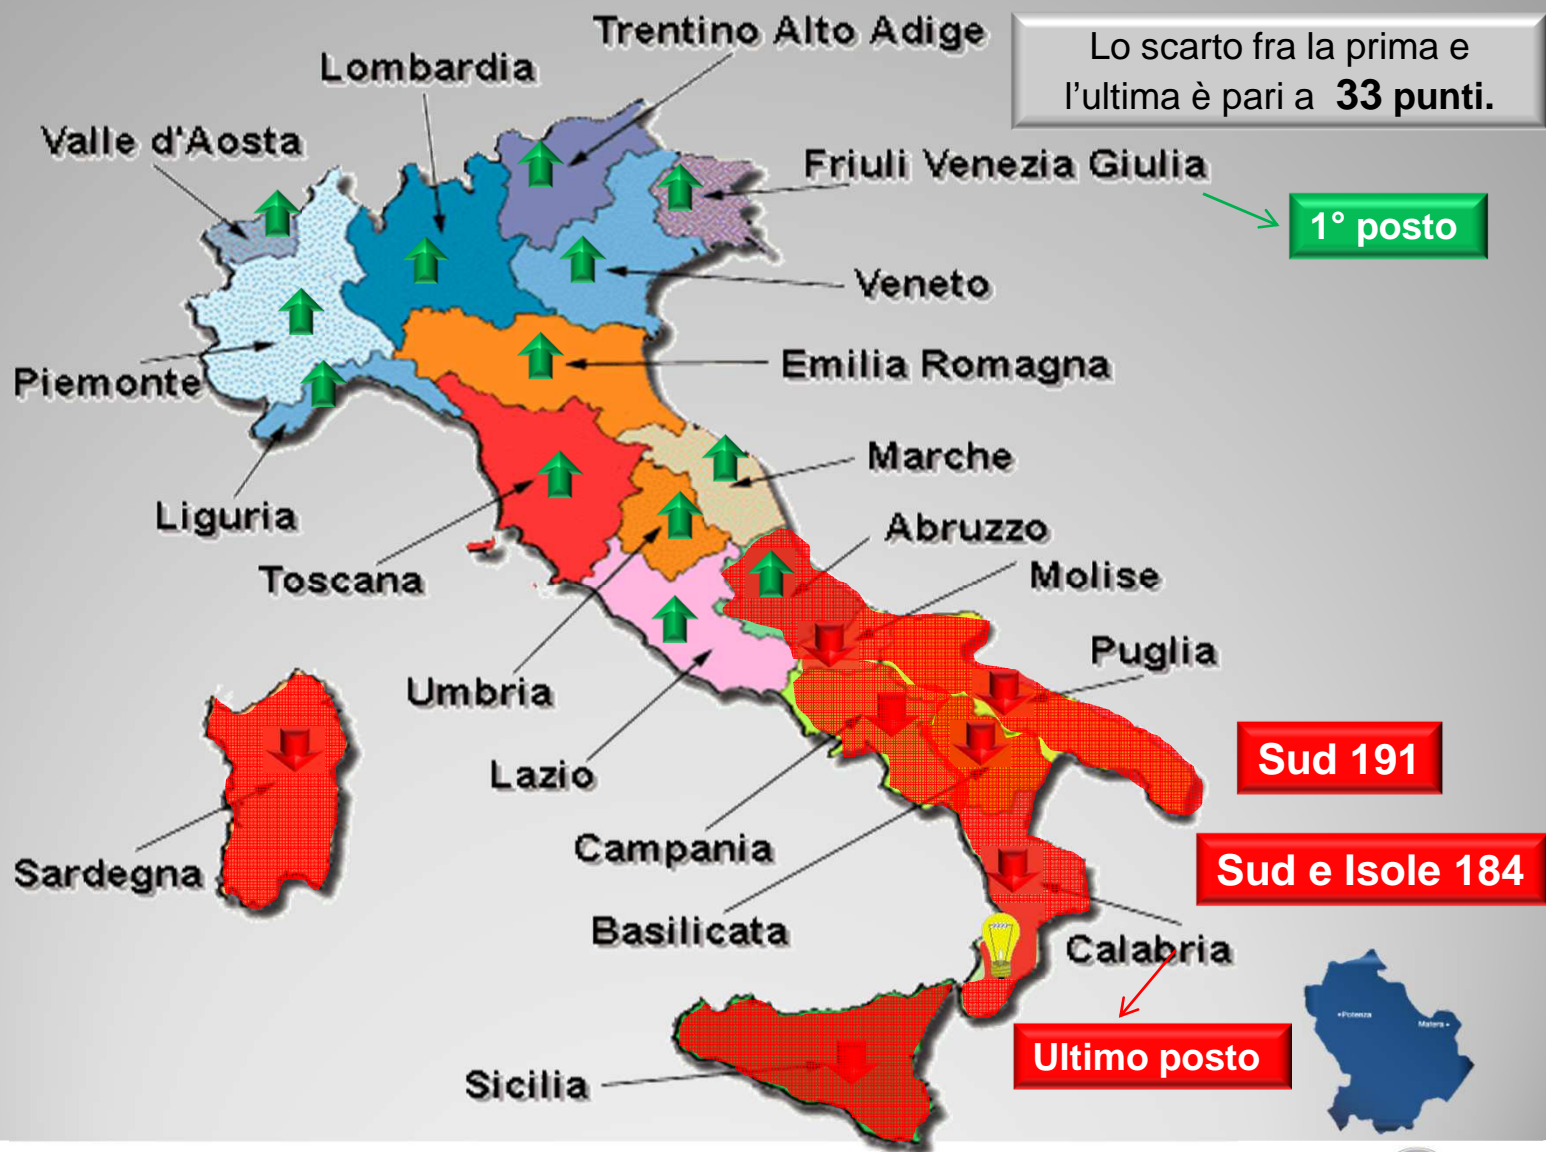 Trentino Alto Adige
Lo scarto fra la prima e
l'ultima è pari a 33 punti.
Lombardia
Valle d'Aosta
Friuli Venezia Giulia
1° posto
Veneto
Piemonte
Emilia Romagna
Marche
Liguria
Abruzzo
Toscana
Molise
Puglia
Umbria
Sud 191
Lazio
Campania
Sardegna
Sud e Isole 184
Basilicata
Calabria
•Potenza
Matera •
Ultimo posto
Sicilia